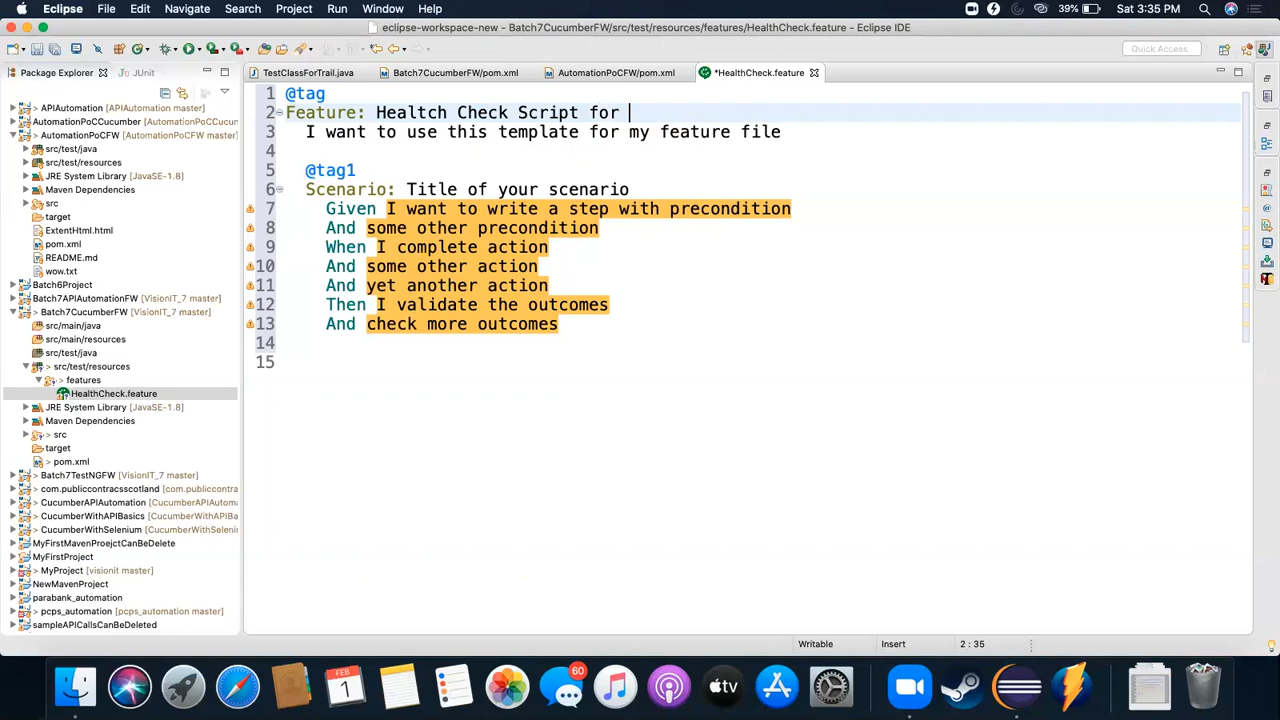 Eclipse File Edit Navigate Search Project Run Window Help 39% Sat 3:35 PM
eclipse-workspace-new - Batch7CucumberFW/src/test/resources/features/HealthCheck.feature - Eclipse IDE
Quick Access
Package Explorer JUnit
TestClassForTrail.java Batch7CucumberFW/pom.xml AutomationPoCFW/pom.xml *HealthCheck.feature
> APIAutomation [APIAutomation master]
AutomationPoCCucumber [AutomationPoCCucu
AutomationPoCFW [AutomationPoCFW master]
src/test/java
src/test/resources
JRE System Library [JavaSE-1.8]
Maven Dependencies
src
target
ExtentHtml.html
pom.xml
README.md
wow.txt
Batch6Project
Batch7APIAutomationFW [VisionIT_7 master]
> Batch7CucumberFW [VisionIT_7 master]
src/main/java
src/main/resources
src/test/java
> src/test/resources
> features
HealthCheck.feature
JRE System Library [JavaSE-1.8]
Maven Dependencies
> src
target
> pom.xml
> Batch7TestNGFW [VisionIT_7 master]
> com.publiccontracsscotland [com.publiccontra
> CucumberAPIAutomation [CucumberAPIAutom
> CucumberWithAPIBasics [CucumberWithAPIB
> CucumberWithSelenium [CucumberWithSeleni
MyFirstMavenProejctCanBeDelete
MyFirstProject
> MyProject [visionit master]
NewMavenProject
parabank_automation
> pcps_automation [pcps_automation master]
sampleAPICallsCanBeDeleted
1 @tag
2 Feature: Healtch Check Script for
3 I want to use this template for my feature file
4
5 @tag1
6 Scenario: Title of your scenario
7 Given I want to write a step with precondition
8 And some other precondition
9 When I complete action
10 And some other action
11 And yet another action
12 Then I validate the outcomes
13 And check more outcomes
14
15
Writable Insert 2 : 35
FEB
1
60
tv